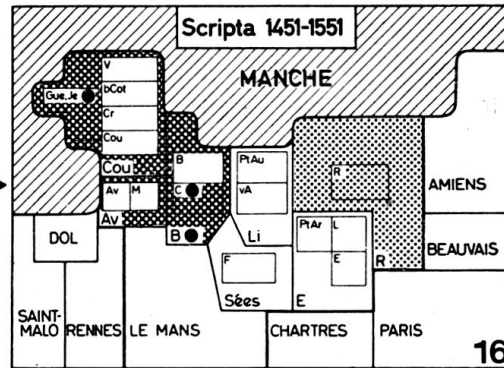 Scripta 1451-1551
MANCHE
V
Gue,Je
bCot
Cr
Cou
Cou
B
PtAu
R
AMIENS
Av M
C
vA
Av
B
Li
PtAr L
DOL
BEAUVAIS
F
E
R
Sées
E
SAINT-
MALO RENNES LE MANS CHARTRES PARIS
16